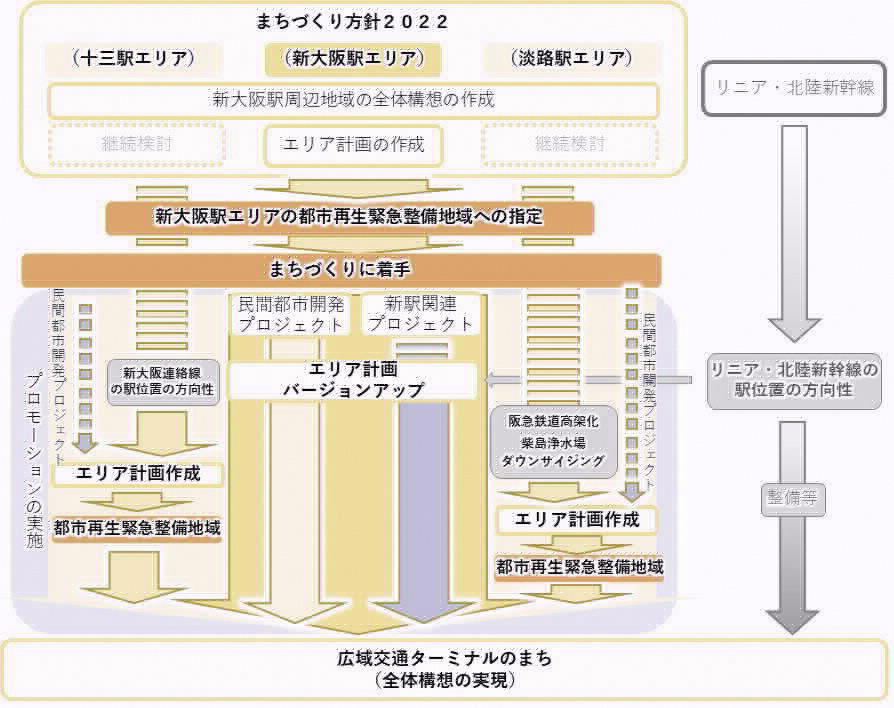 まちづくり方針２０２２
（十三駅エリア）
（新大阪駅エリア）
（淡路駅エリア）
新大阪駅周辺地域の全体構想の作成
継続検討
エリア計画の作成
継続検討
リニア・北陸新幹線
新大阪駅エリアの都市再生緊急整備地域への指定
まちづくりに着手
プロモーションの実施
民間都市開発プロジェクト
民間都市開発
プロジェクト
新駅関連
プロジェクト
民間都市開発プロジェクト
新大阪連絡線
の駅位置の方向性
エリア計画
バージョンアップ
リニア・北陸新幹線の
駅位置の方向性
阪急鉄道高架化
柴島浄水場
ダウンサイジング
エリア計画作成
都市再生緊急整備地域
エリア計画作成
都市再生緊急整備地域
整備等
広域交通ターミナルのまち
（全体構想の実現）